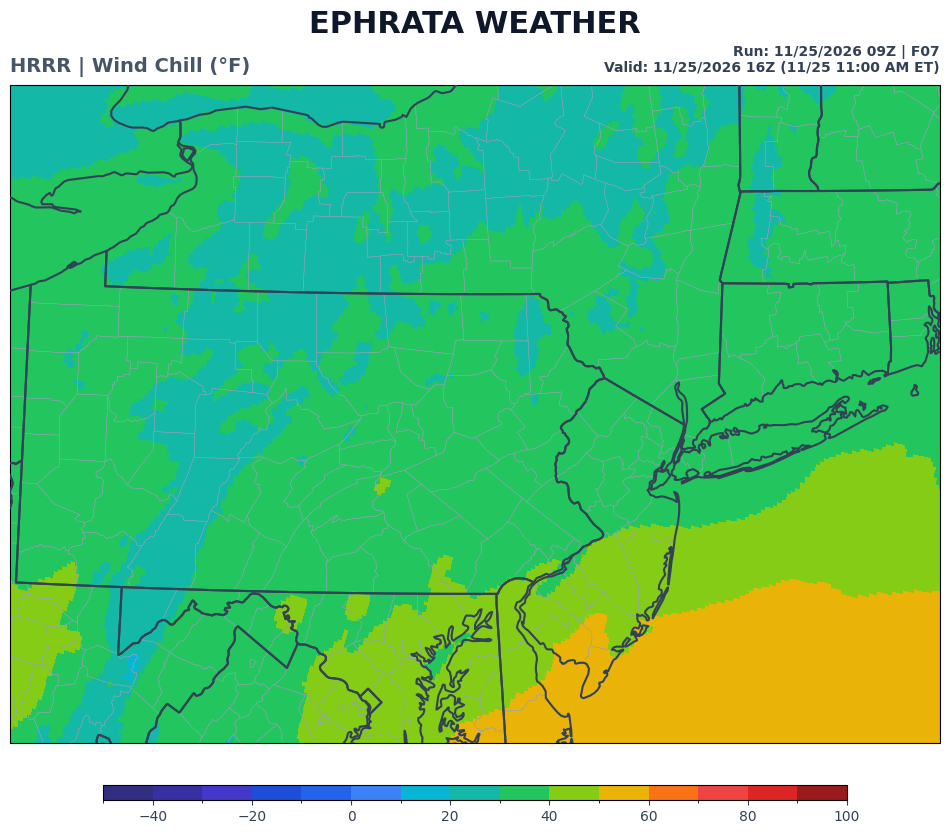 EPHRATA WEATHER
HRRR | Wind Chill (°F)
Run: 11/25/2026 09Z | F07
Valid: 11/25/2026 16Z (11/25 11:00 AM ET)
−40 −20 0 20 40 60 80 100